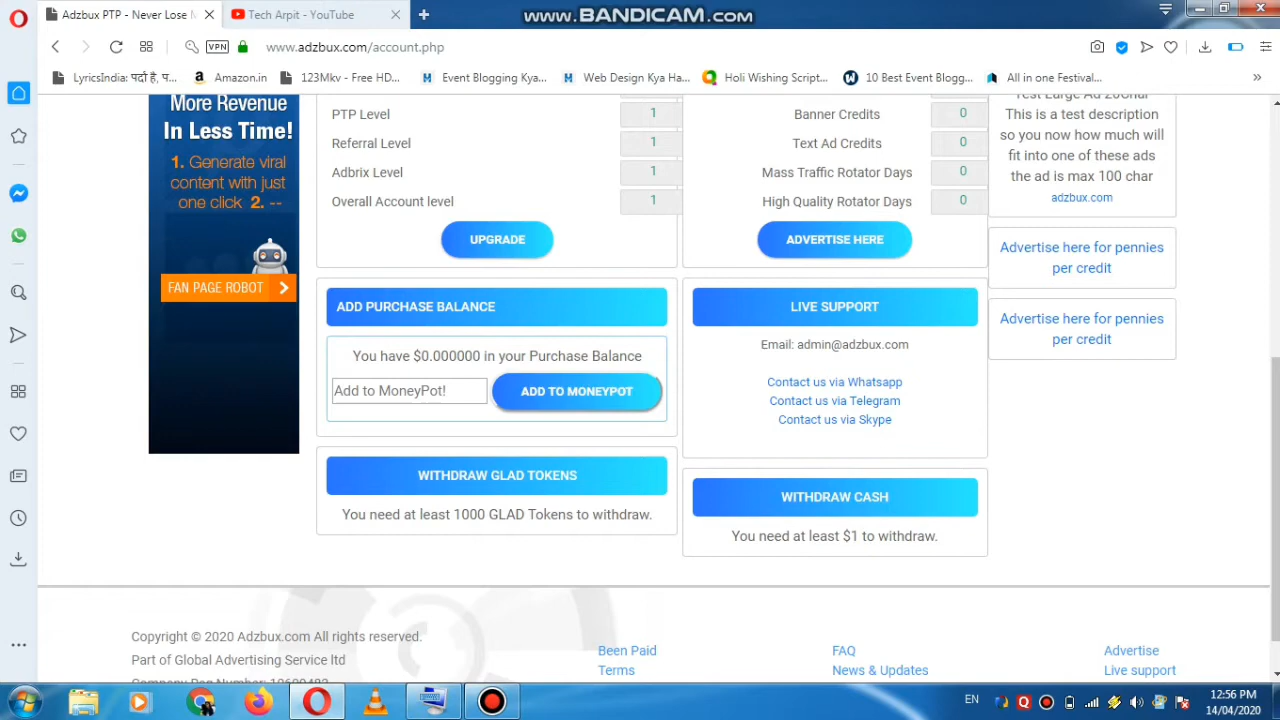 www.BANDICAM.com
Adzbux PTP - Never Lose
Tech Arpit - YouTube
VPN
www.adzbux.com/account.php
LyricsIndia: पर्दा है, प...
Amazon.in
123Mkv - Free HD...
Event Blogging Kya...
Web Design Kya Ha...
Holi Wishing Script...
10 Best Event Blogg...
All in one Festival...
More Revenue
In Less Time!
1. Generate viral
content with just
one click 2. --
FAN PAGE ROBOT
PTP Level 1
Referral Level 1
Adbrix Level 1
Overall Account level 1
UPGRADE
Banner Credits 0
Text Ad Credits 0
Mass Traffic Rotator Days 0
High Quality Rotator Days 0
ADVERTISE HERE
Test Large Ad 20Char
This is a test description
so you now how much will
fit into one of these ads
the ad is max 100 char
adzbux.com
Advertise here for pennies
per credit
Advertise here for pennies
per credit
ADD PURCHASE BALANCE
You have $0.000000 in your Purchase Balance
Add to MoneyPot!
ADD TO MONEYPOT
LIVE SUPPORT
Email: admin@adzbux.com
Contact us via Whatsapp
Contact us via Telegram
Contact us via Skype
WITHDRAW GLAD TOKENS
You need at least 1000 GLAD Tokens to withdraw.
WITHDRAW CASH
You need at least $1 to withdraw.
Copyright © 2020 Adzbux.com All rights reserved.
Part of Global Advertising Service ltd
Been Paid
Terms
FAQ
News & Updates
Advertise
Live support
EN
12:56 PM
14/04/2020